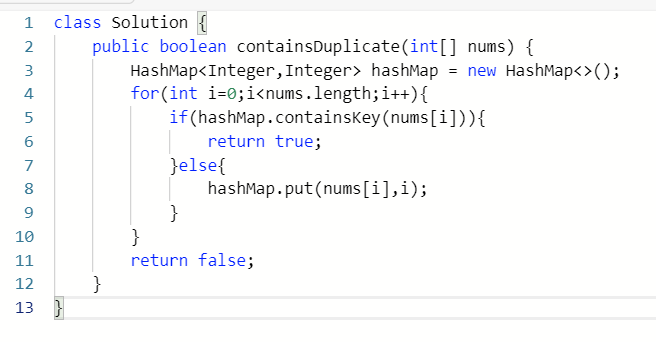 1 class Solution {
2     public boolean containsDuplicate(int[] nums) {
3         HashMap<Integer,Integer> hashMap = new HashMap<>();
4         for(int i=0;i<nums.length;i++){
5             if(hashMap.containsKey(nums[i])){
6                 return true;
7             }else{
8                 hashMap.put(nums[i],i);
9             }
10         }
11         return false;
12     }
13 }